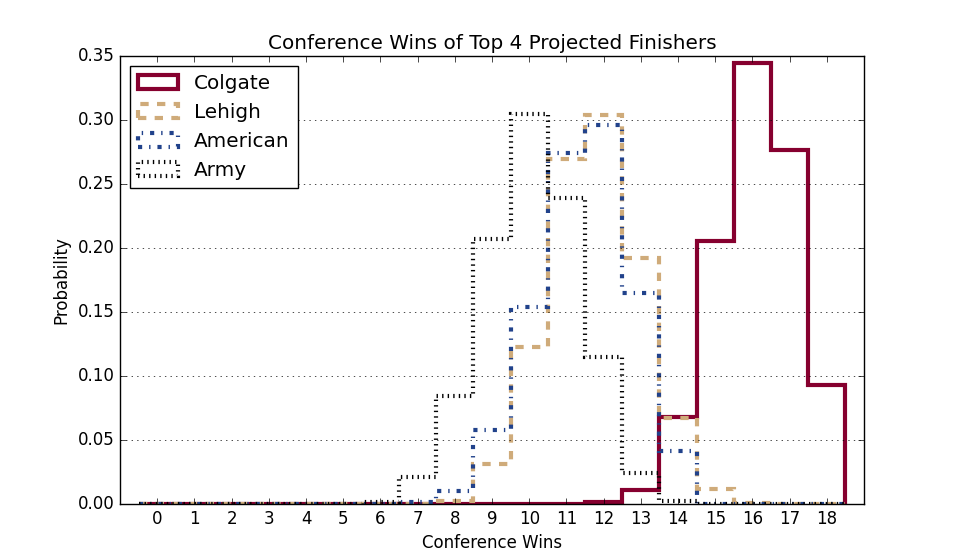 Conference Wins of Top 4 Projected Finishers
0.35
0.30
0.25
0.20
0.15
0.10
0.05
0.00
Probability
Colgate
Lehigh
American
Army
0 1 2 3 4 5 6 7 8 9 10 11 12 13 14 15 16 17 18
Conference Wins